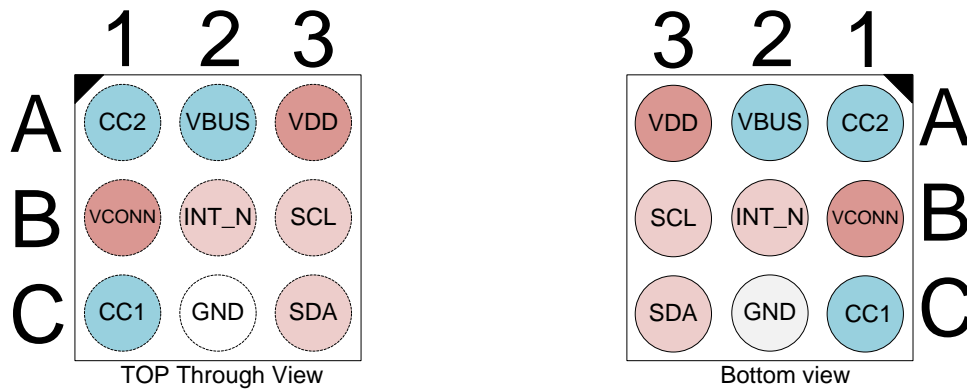 1 2 3
A CC2 VBUS VDD
B VCONN INT_N SCL
C CC1 GND SDA
TOP Through View
3 2 1
VDD VBUS CC2 A
SCL INT_N VCONN B
SDA GND CC1 C
Bottom view